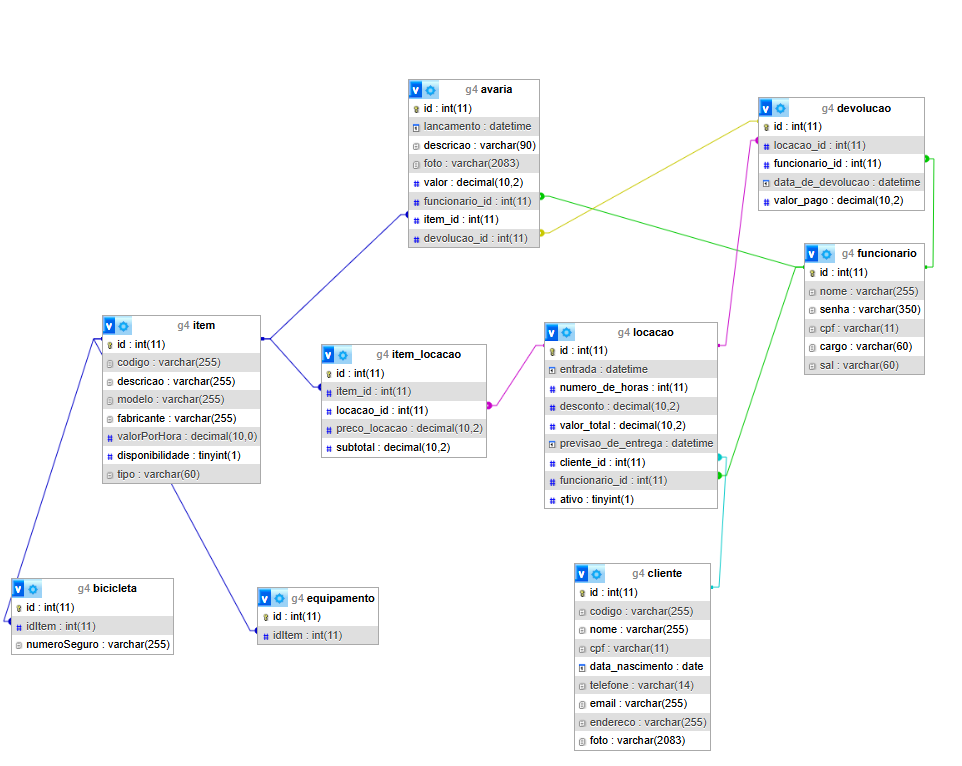 g4 avaria
id : int(11)
lancamento : datetime
descricao : varchar(90)
foto : varchar(2083)
valor : decimal(10,2)
funcionario_id : int(11)
item_id : int(11)
devolucao_id : int(11)
g4 devolucao
id : int(11)
locacao_id : int(11)
funcionario_id : int(11)
data_de_devolucao : datetime
valor_pago : decimal(10,2)
g4 funcionario
id : int(11)
nome : varchar(255)
senha : varchar(350)
cpf : varchar(11)
cargo : varchar(60)
sal : varchar(60)
g4 item
id : int(11)
codigo : varchar(255)
descricao : varchar(255)
modelo : varchar(255)
fabricante : varchar(255)
valorPorHora : decimal(10,0)
disponibilidade : tinyint(1)
tipo : varchar(60)
g4 item_locacao
id : int(11)
item_id : int(11)
locacao_id : int(11)
preco_locacao : decimal(10,2)
subtotal : decimal(10,2)
g4 locacao
id : int(11)
entrada : datetime
numero_de_horas : int(11)
desconto : decimal(10,2)
valor_total : decimal(10,2)
previsao_de_entrega : datetime
cliente_id : int(11)
funcionario_id : int(11)
ativo : tinyint(1)
g4 bicicleta
id : int(11)
idItem : int(11)
numeroSeguro : varchar(255)
g4 equipamento
id : int(11)
idItem : int(11)
g4 cliente
id : int(11)
codigo : varchar(255)
nome : varchar(255)
cpf : varchar(11)
data_nascimento : date
telefone : varchar(14)
email : varchar(255)
endereco : varchar(255)
foto : varchar(2083)